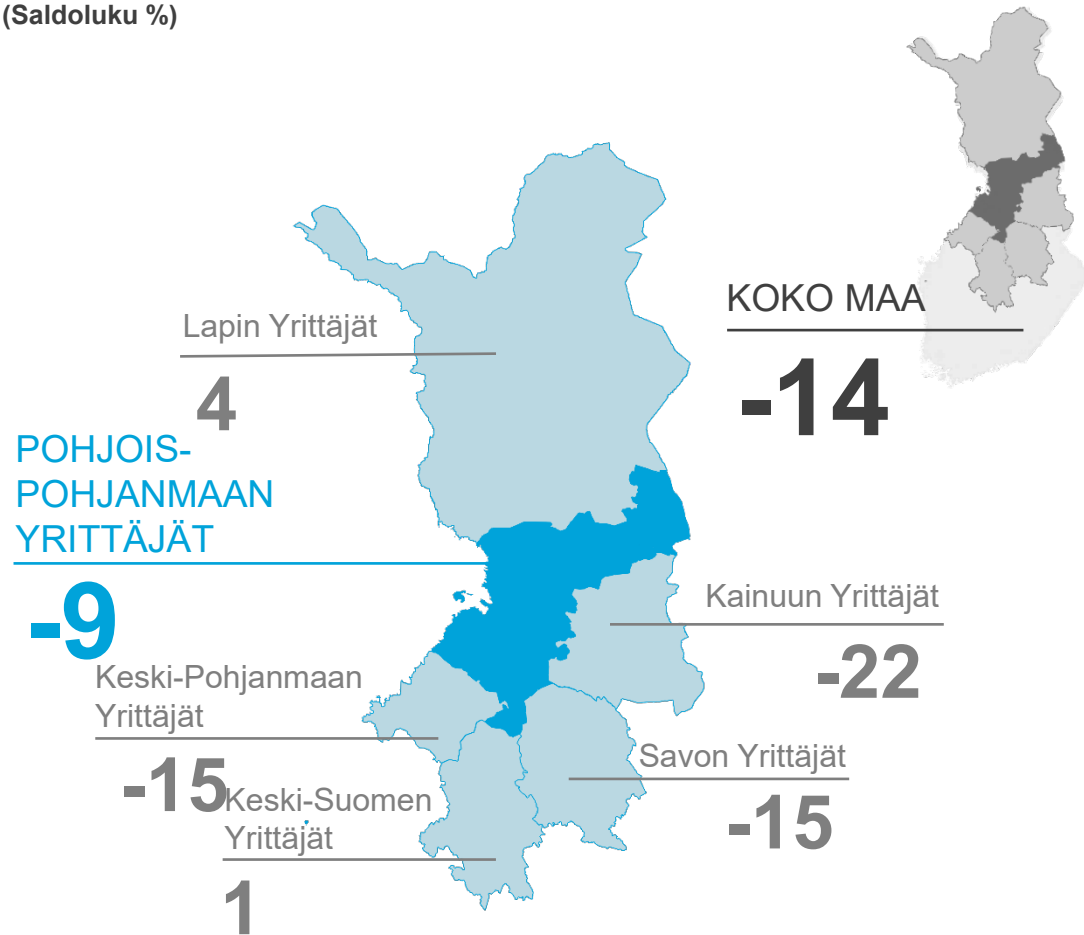 (Saldoluku %)
KOKO MAA
-14
Lapin Yrittäjät
4
POHJOIS-
POHJANMAAN
YRITTÄJÄT
-9
Kainuun Yrittäjät
-22
Keski-Pohjanmaan
Yrittäjät
-15
Savon Yrittäjät
-15
Keski-Suomen
Yrittäjät
1